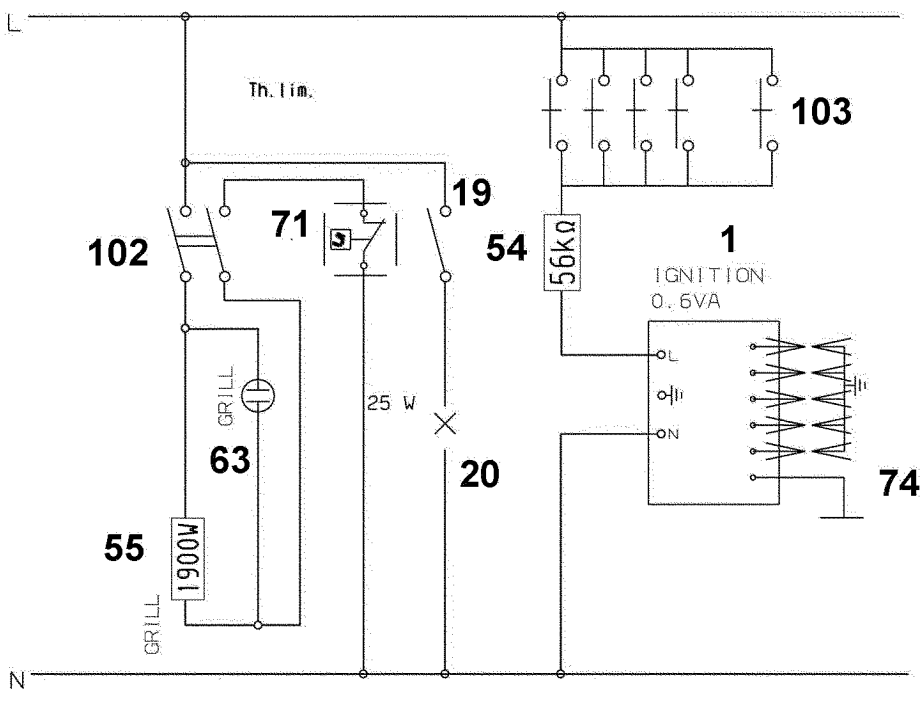 L
Th.lim.
103
19
71
102
54
56kΩ
1
IGNITION
0.6VA
L
N
GRILL
63
25 W
20
74
55
1900W
GRILL
N